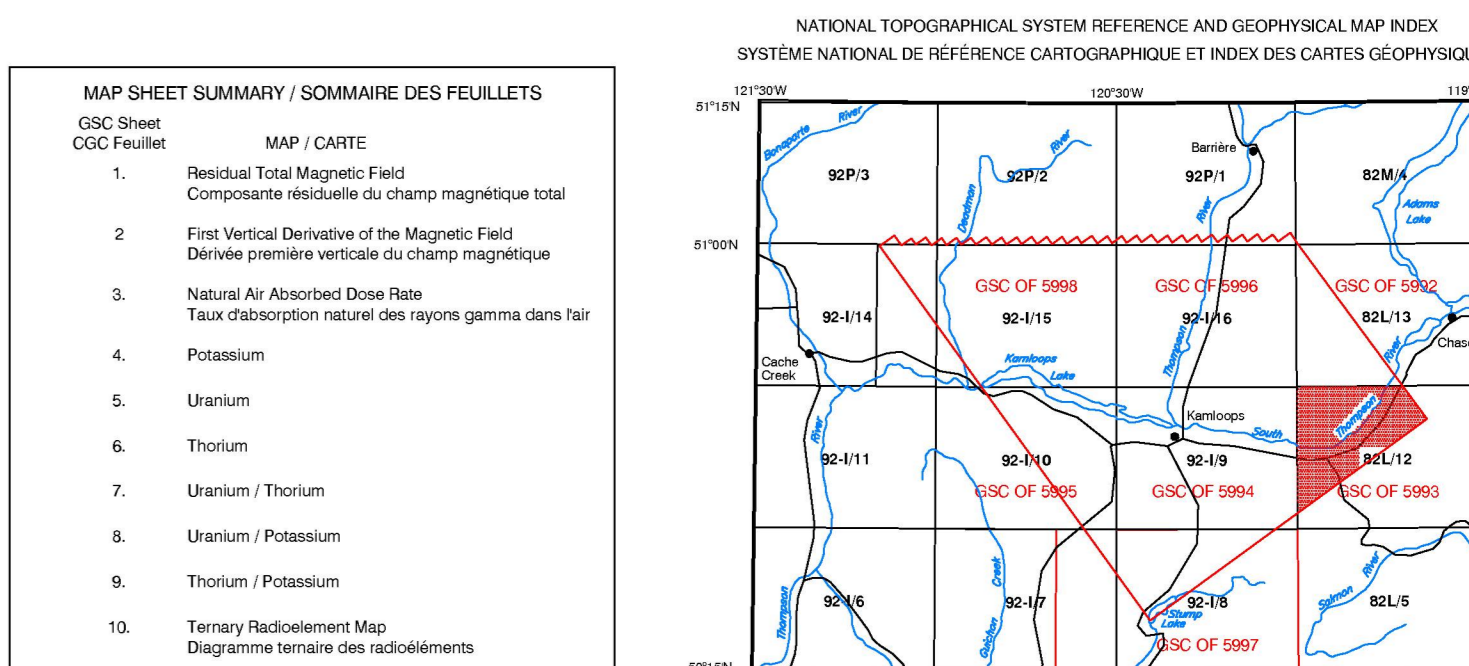 MAP SHEET SUMMARY / SOMMAIRE DES FEUILLETS
GSC Sheet
CGC Feuillet
MAP / CARTE
1. Residual Total Magnetic Field
Composante résiduelle du champ magnétique total
2 First Vertical Derivative of the Magnetic Field
Dérivée première verticale du champ magnétique
3. Natural Air Absorbed Dose Rate
Taux d'absorption naturel des rayons gamma dans l'air
4. Potassium
5. Uranium
6. Thorium
7. Uranium / Thorium
8. Uranium / Potassium
9. Thorium / Potassium
10. Ternary Radioelement Map
Diagramme ternaire des radioéléments
NATIONAL TOPOGRAPHICAL SYSTEM REFERENCE AND GEOPHYSICAL MAP INDEX
SYSTÈME NATIONAL DE RÉFÉRENCE CARTOGRAPHIQUE ET INDEX DES CARTES GÉOPHYSIQU
121°30'W
120°30'W
119°
51°15'N
Bonaparte River
River
Barrière
92P/3
92P/2
92P/1
82M/4
Deadman
River
Adams
Lake
51°00'N
GSC OF 5998
GSC OF 5996
GSC OF 5992
92-I/14
92-I/15
92-I/16
82L/13
Cache
Creek
Kamloops
Lake
Thompson
River
Chase
Kamloops
South
Thompson
River
92-I/11
92-I/10
92-I/9
82L/12
GSC OF 5995
GSC OF 5994
GSC OF 5993
Thompson
92-I/6
Guichon
Creek
92-I/7
92-I/8
Stump
Lake
Salmon
River
82L/5
GSC OF 5997
50°15'N